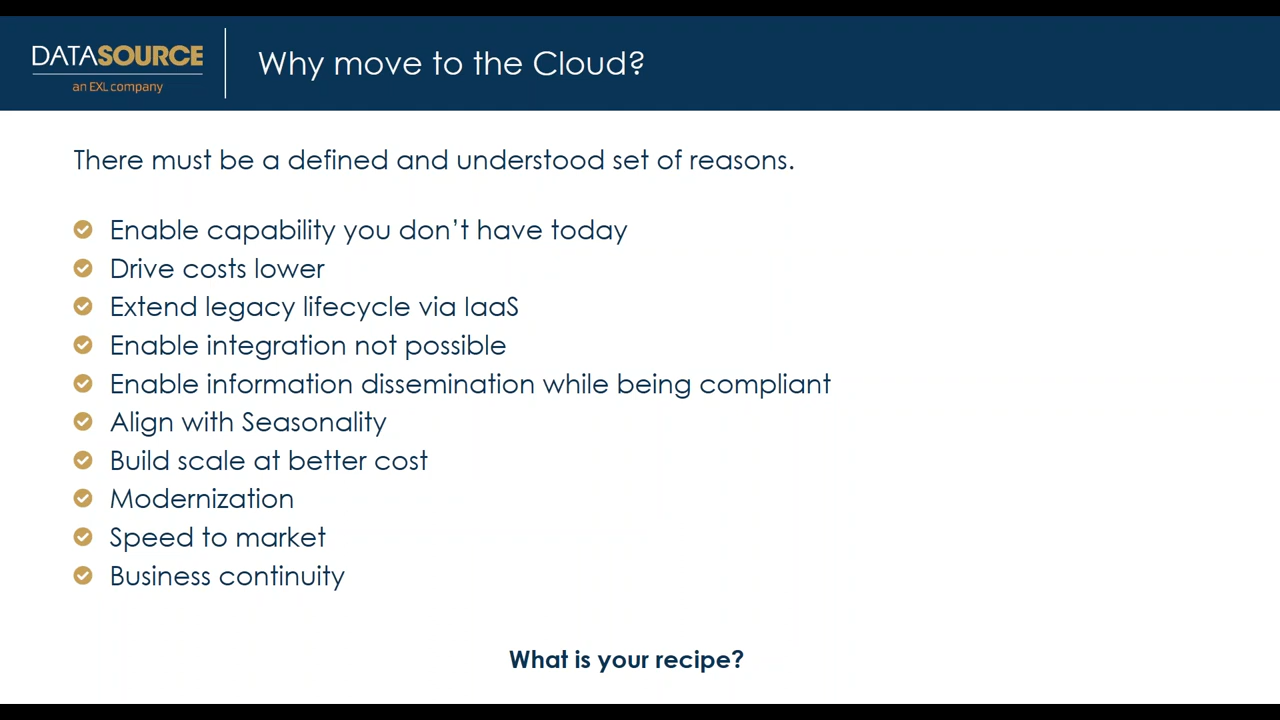 DATASOURCE
an EXL company
Why move to the Cloud?
There must be a defined and understood set of reasons.
Enable capability you don’t have today
Drive costs lower
Extend legacy lifecycle via IaaS
Enable integration not possible
Enable information dissemination while being compliant
Align with Seasonality
Build scale at better cost
Modernization
Speed to market
Business continuity
What is your recipe?